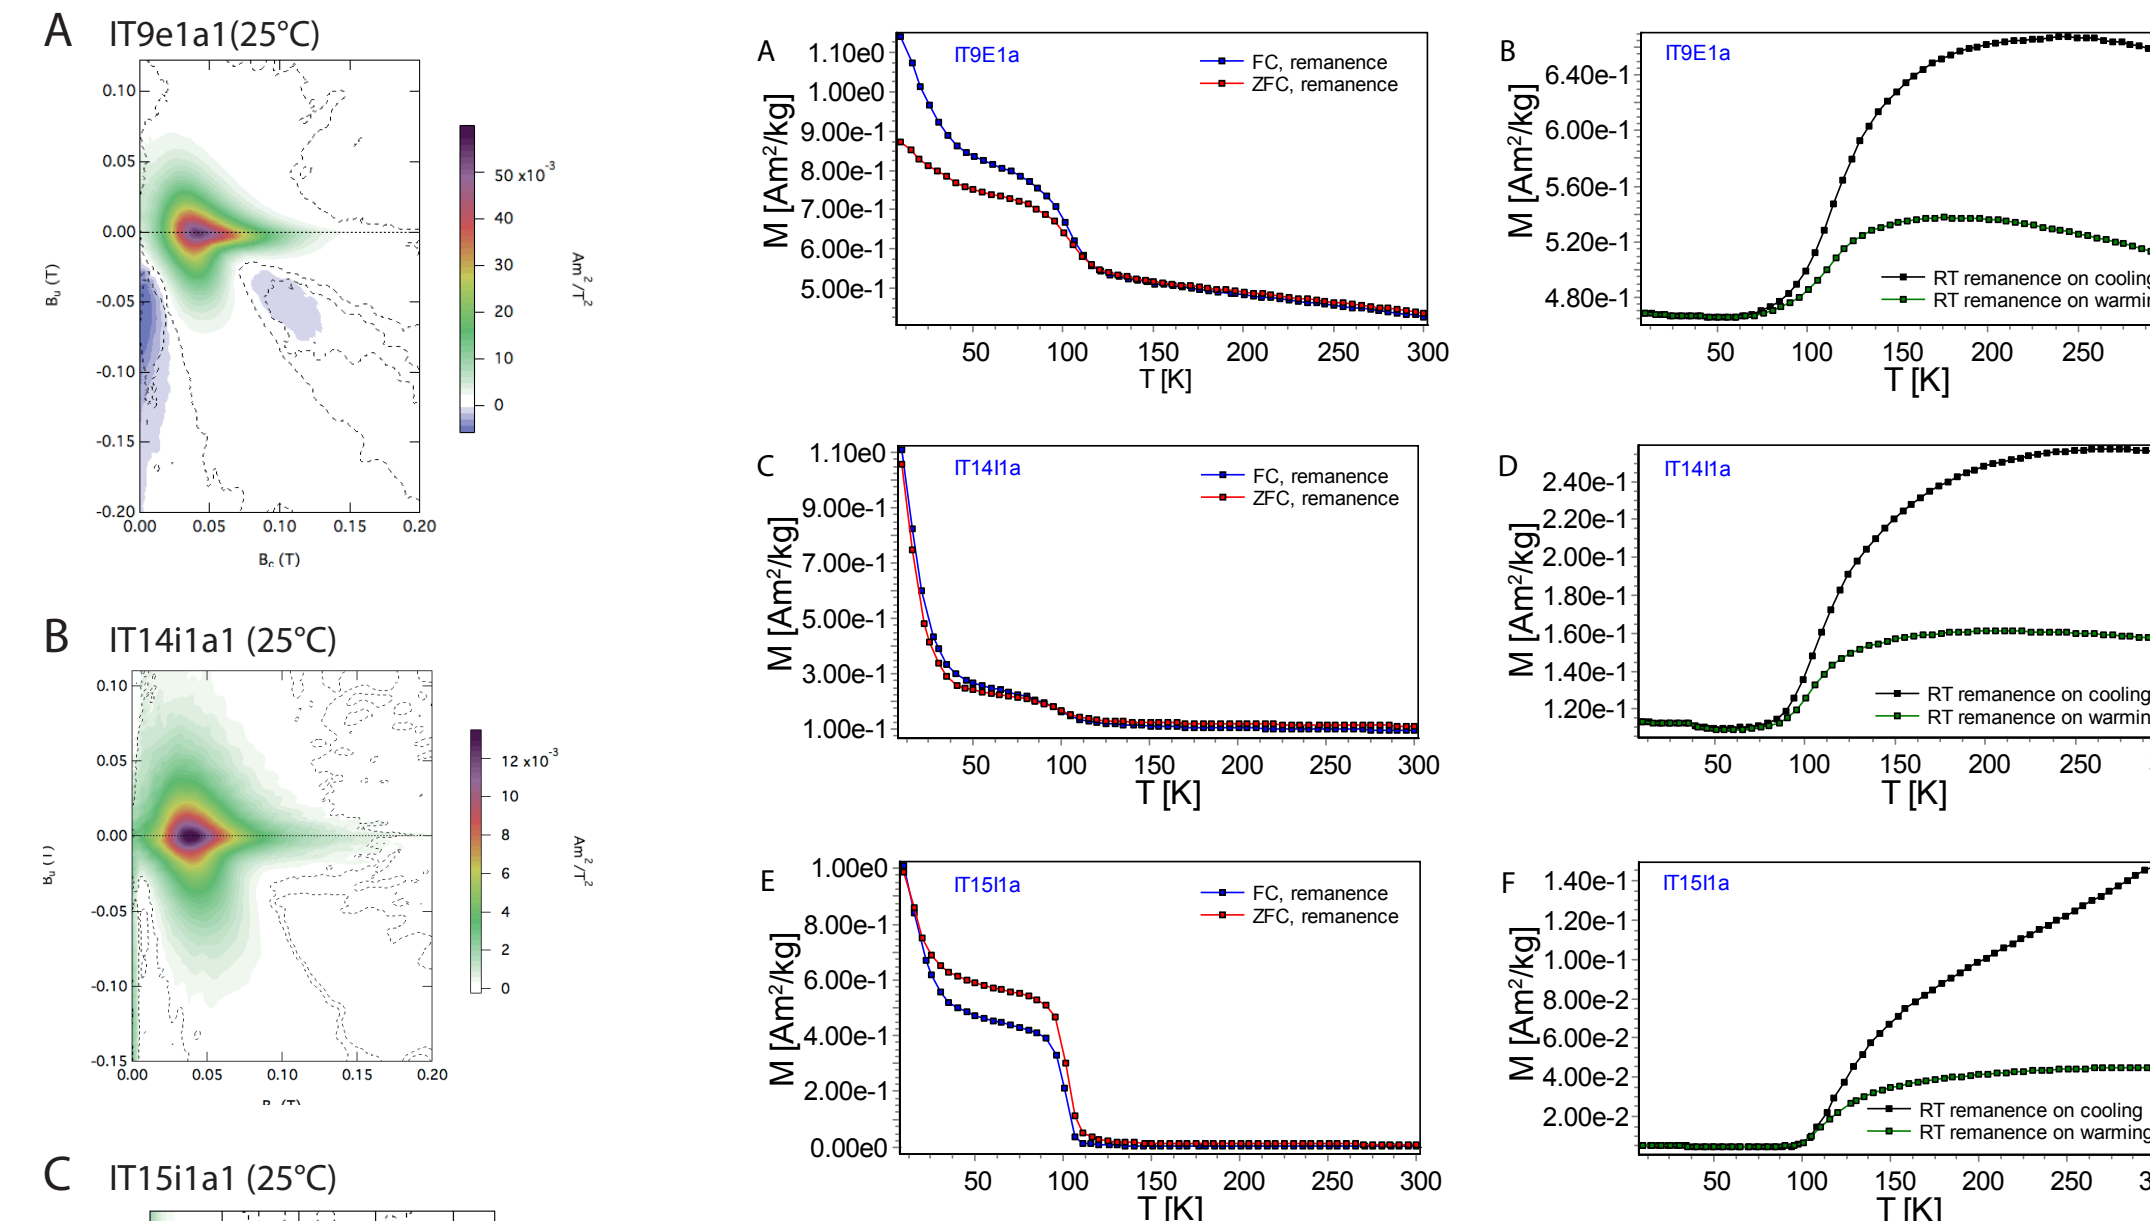 A IT9e1a1(25°C)
0.10
0.05
0.00
-0.05
-0.10
-0.15
-0.20
Bu (T)
0.00 0.05 0.10 0.15 0.20
Bc (T)
50 x10-3
40
30
20
10
0
Am2/T2
B IT14i1a1 (25°C)
0.10
0.05
0.00
-0.05
-0.10
-0.15
0.00 0.05 0.10 0.15 0.20
12 x10-3
10
8
6
4
2
0
Am2/T2
C IT15i1a1 (25°C)
A
IT9E1a
FC, remanence
ZFC, remanence
M [Am2/kg]
1.10e0
1.00e0
9.00e-1
8.00e-1
7.00e-1
6.00e-1
5.00e-1
50 100 150 200 250 300
T [K]
B
IT9E1a
M [Am2/kg]
6.40e-1
6.00e-1
5.60e-1
5.20e-1
4.80e-1
RT remanence on cooling
RT remanence on warmin
50 100 150 200 250
T [K]
C
IT14I1a
FC, remanence
ZFC, remanence
M [Am2/kg]
1.10e0
9.00e-1
7.00e-1
5.00e-1
3.00e-1
1.00e-1
50 100 150 200 250 300
T [K]
D
IT14I1a
M [Am2/kg]
2.40e-1
2.20e-1
2.00e-1
1.80e-1
1.60e-1
1.40e-1
1.20e-1
RT remanence on cooling
RT remanence on warmin
50 100 150 200 250 3
T [K]
E
IT15I1a
FC, remanence
ZFC, remanence
M [Am2/kg]
1.00e0
8.00e-1
6.00e-1
4.00e-1
2.00e-1
0.00e0
50 100 150 200 250 300
T [K]
F
IT15I1a
M [Am2/kg]
1.40e-1
1.20e-1
1.00e-1
8.00e-2
6.00e-2
4.00e-2
2.00e-2
RT remanence on cooling
RT remanence on warming
50 100 150 200 250 3
T [K]